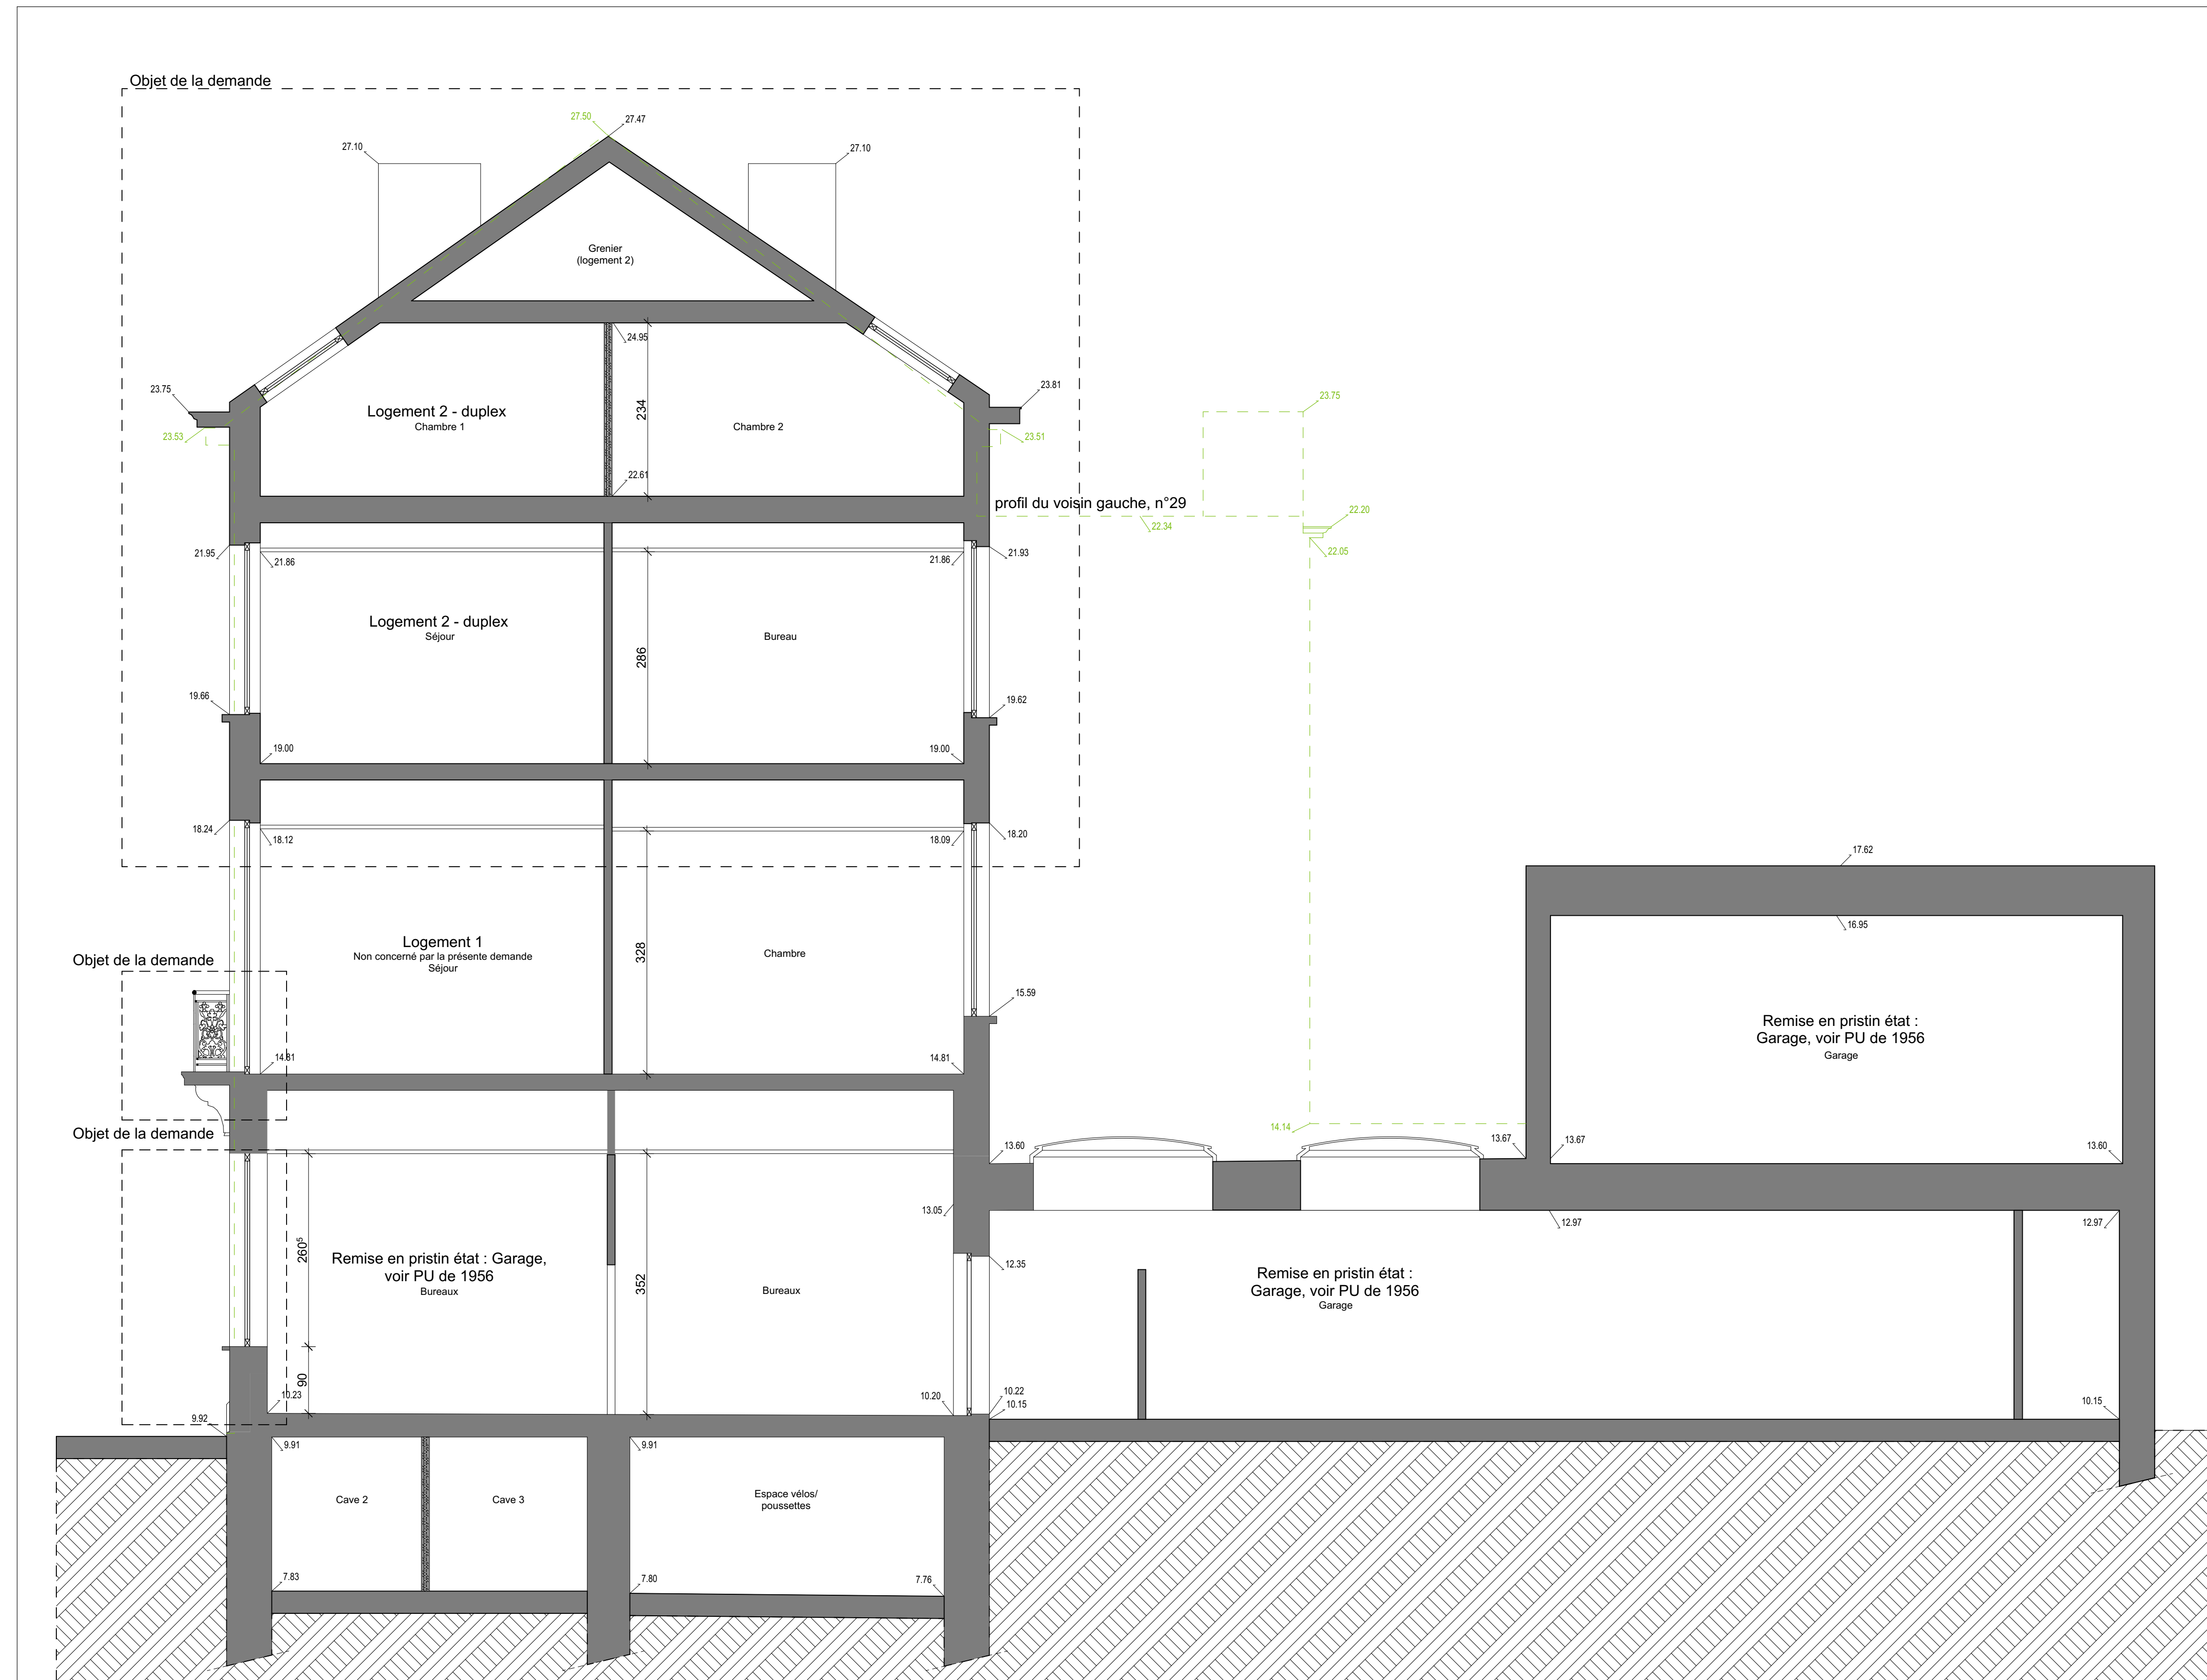 Objet de la demande
27.50
27.47
27.10
27.10
Grenier
(logement 2)
24.95
23.75
23.81
23.75
Logement 2 - duplex
Chambre 1
234
Chambre 2
23.53
23.51
22.61
profil du voisin gauche, n°29
22.34
22.20
22.05
21.95
21.86
21.86
21.93
Logement 2 - duplex
Séjour
286
Bureau
19.66
19.62
19.00
19.00
18.24
18.12
18.09
18.20
17.62
16.95
Logement 1
Non concerné par la présente demande
Séjour
328
Chambre
Objet de la demande
15.59
Remise en pristin état :
Garage, voir PU de 1956
Garage
14.81
14.81
Objet de la demande
14.14
13.60
13.67
13.67
13.60
13.05
12.97
12.97
260⁵
Remise en pristin état : Garage,
voir PU de 1956
Bureaux
352
Bureaux
12.35
Remise en pristin état :
Garage, voir PU de 1956
Garage
90
10.23
10.20
10.22
10.15
10.15
9.92
9.91
9.91
Cave 2
Cave 3
Espace vélos/
poussettes
7.83
7.80
7.76